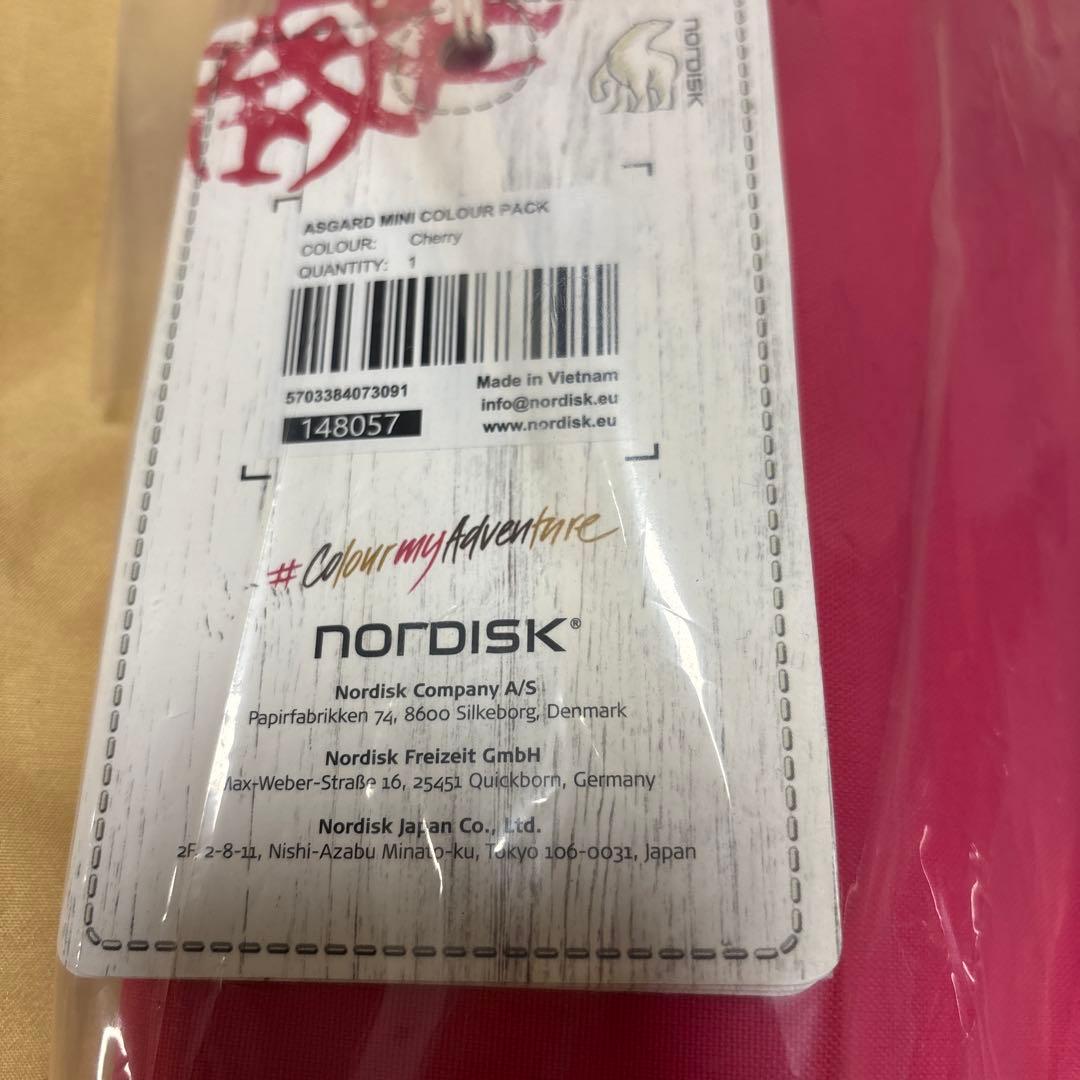 nordisk
ASGARD MINI COLOUR PACK
COLOUR: Cherry
QUANTITY: 1
5703384073091
148057
Made in Vietnam
info@nordisk.eu
www.nordisk.eu
#ColourmyAdventure
nordisk®
Nordisk Company A/S
Papirfabrikken 74, 8600 Silkeborg, Denmark
Nordisk Freizeit GmbH
Max-Weber-Straße 16, 25451 Quickborn, Germany
Nordisk Japan Co., Ltd.
2F, 2-8-11, Nishi-Azabu Minato-ku, Tokyo 106-0031, Japan